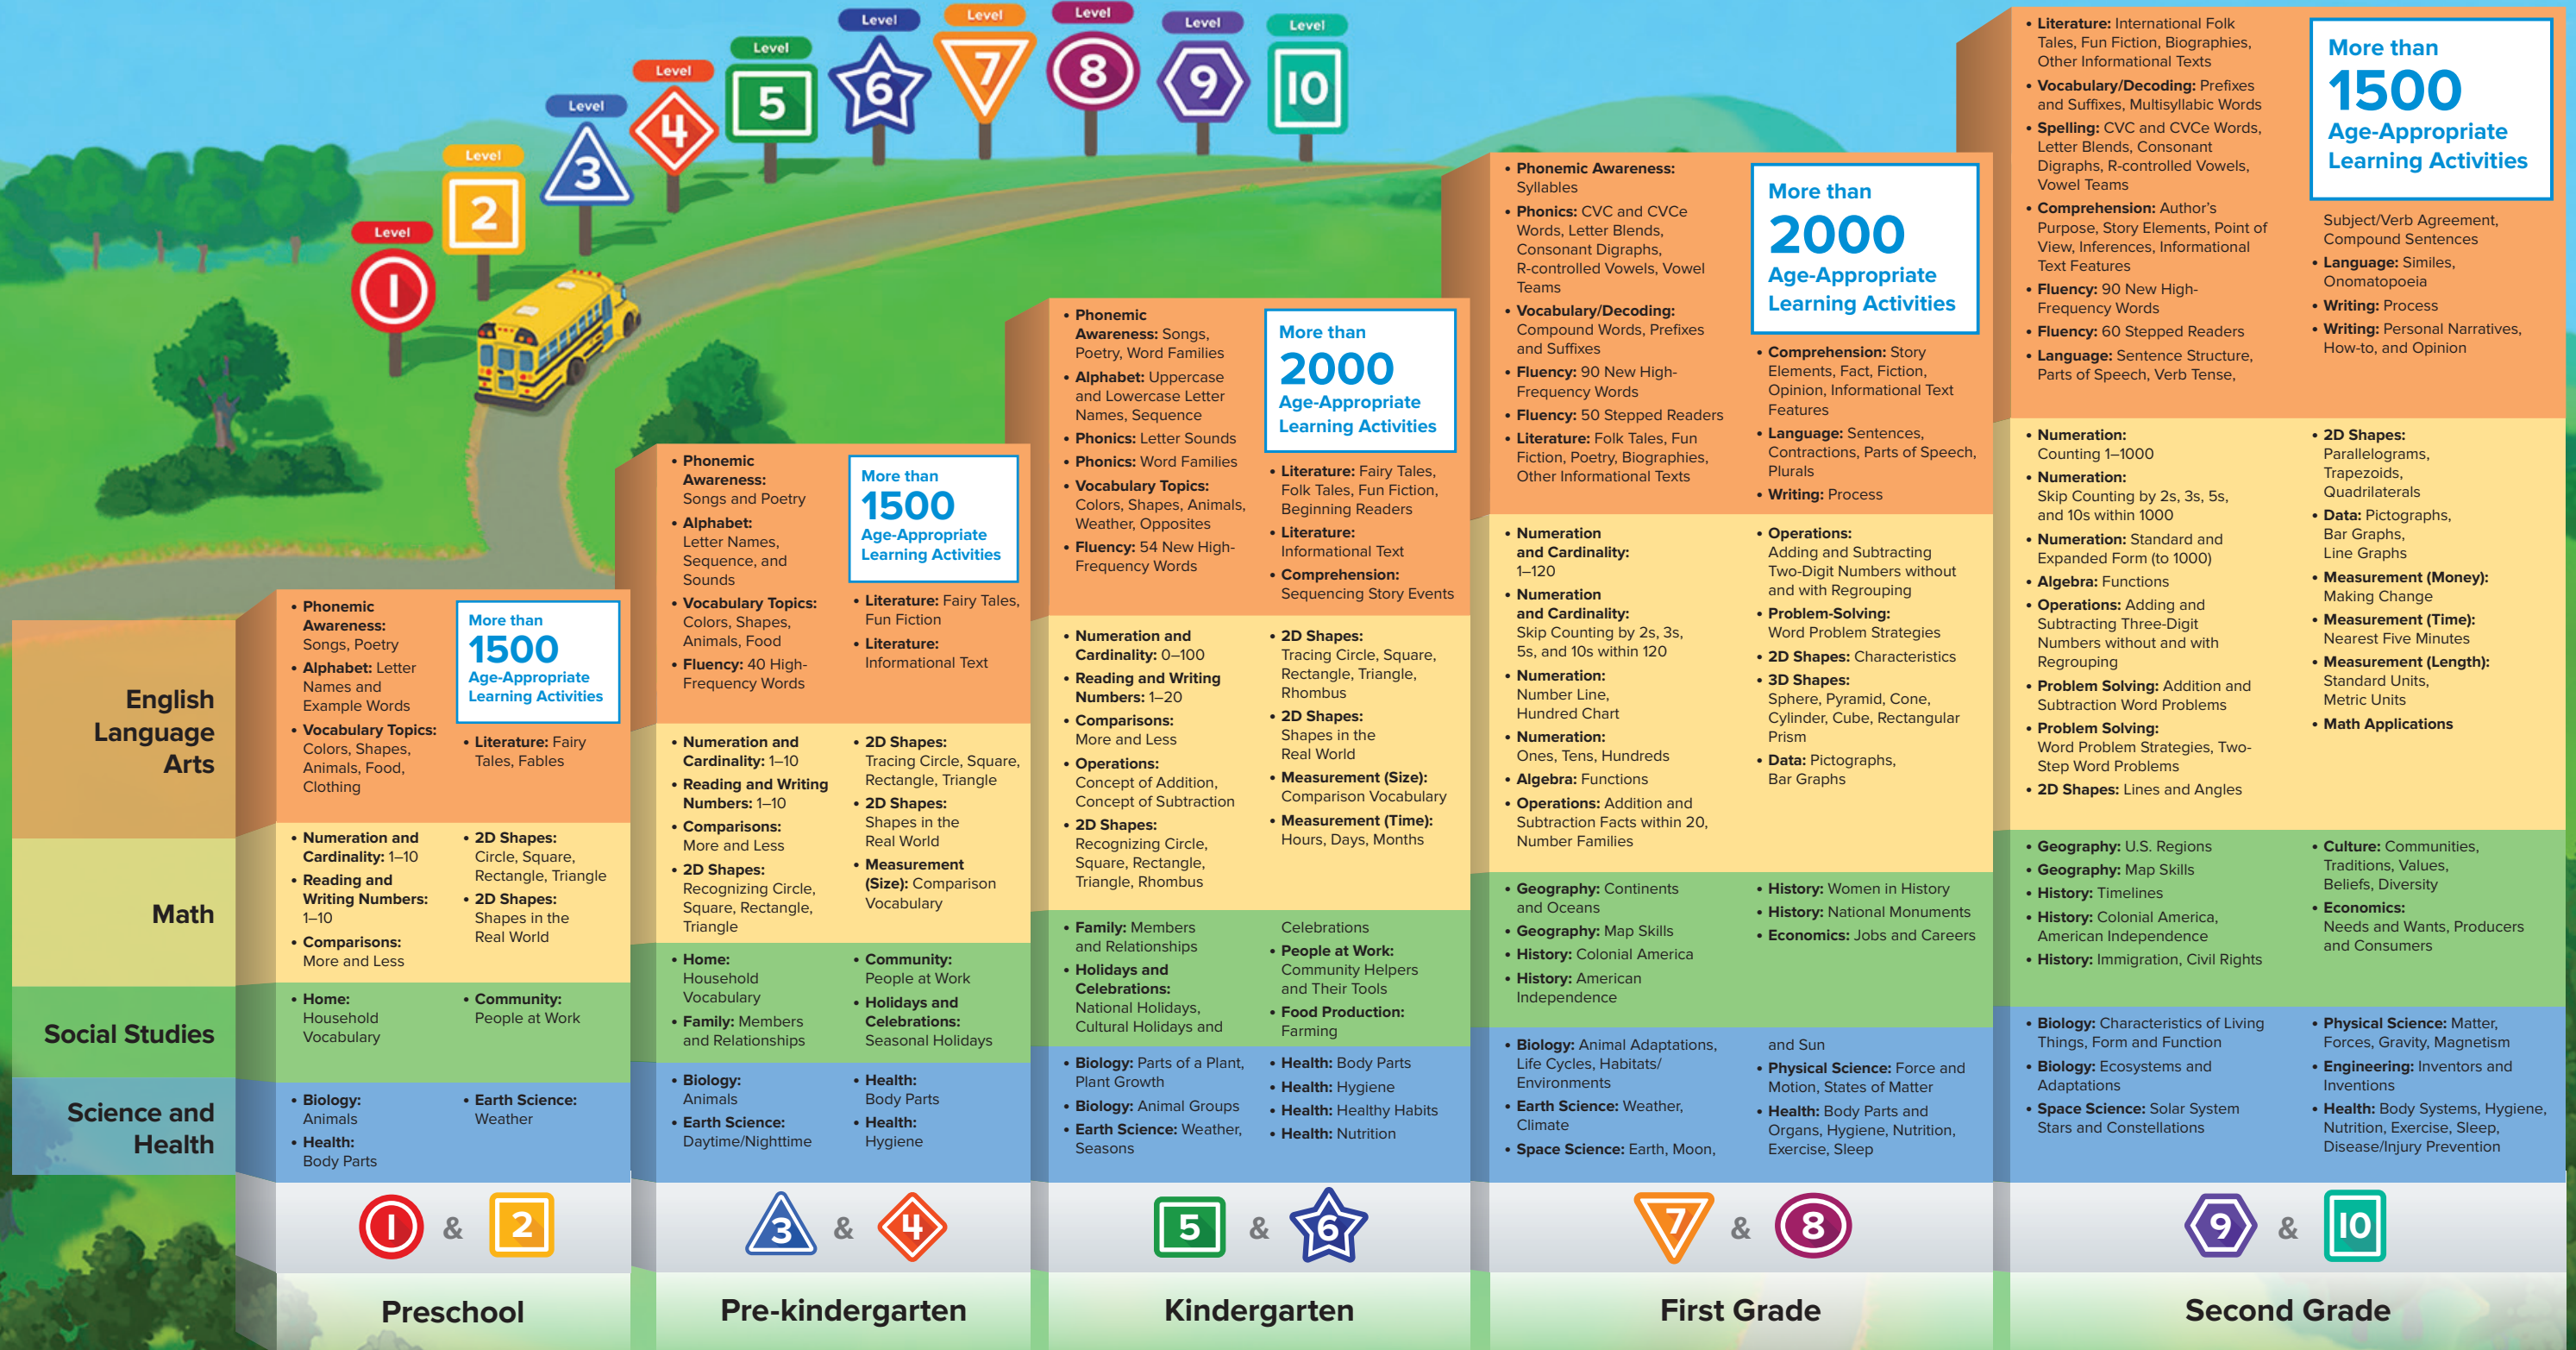 Level
1
Level
2
Level
3
Level
4
Level
5
Level
6
Level
7
Level
8
Level
9
Level
10
English
Language
Arts
Math
Social Studies
Science and
Health
• Phonemic
Awareness:
Songs, Poetry
• Alphabet: Letter
Names and
Example Words
• Vocabulary Topics:
Colors, Shapes,
Animals, Food,
Clothing
More than
1500
Age-Appropriate
Learning Activities
• Literature: Fairy
Tales, Fables
• Numeration and
Cardinality: 1–10
• Reading and
Writing Numbers:
1–10
• Comparisons:
More and Less
• 2D Shapes:
Circle, Square,
Rectangle, Triangle
• 2D Shapes:
Shapes in the
Real World
• Home:
Household
Vocabulary
• Community:
People at Work
• Biology:
Animals
• Health:
Body Parts
• Earth Science:
Weather
1 & 2
Preschool
• Phonemic
Awareness:
Songs and Poetry
• Alphabet:
Letter Names,
Sequence, and
Sounds
• Vocabulary Topics:
Colors, Shapes,
Animals, Food
• Fluency: 40 High-
Frequency Words
More than
1500
Age-Appropriate
Learning Activities
• Literature: Fairy Tales,
Fun Fiction
• Literature:
Informational Text
• Numeration and
Cardinality: 1–10
• Reading and Writing
Numbers: 1–10
• Comparisons:
More and Less
• 2D Shapes:
Recognizing Circle,
Square, Rectangle,
Triangle
• 2D Shapes:
Tracing Circle, Square,
Rectangle, Triangle
• 2D Shapes:
Shapes in the
Real World
• Measurement
(Size): Comparison
Vocabulary
• Home:
Household
Vocabulary
• Family: Members
and Relationships
• Community:
People at Work
• Holidays and
Celebrations:
Seasonal Holidays
• Biology:
Animals
• Earth Science:
Daytime/Nighttime
• Health:
Body Parts
• Health:
Hygiene
3 & 4
Pre-kindergarten
• Phonemic
Awareness: Songs,
Poetry, Word Families
• Alphabet: Uppercase
and Lowercase Letter
Names, Sequence
• Phonics: Letter Sounds
• Phonics: Word Families
• Vocabulary Topics:
Colors, Shapes, Animals,
Weather, Opposites
• Fluency: 54 New High-
Frequency Words
More than
2000
Age-Appropriate
Learning Activities
• Literature: Fairy Tales,
Folk Tales, Fun Fiction,
Beginning Readers
• Literature:
Informational Text
• Comprehension:
Sequencing Story Events
• Numeration and
Cardinality: 0–100
• Reading and Writing
Numbers: 1–20
• Comparisons:
More and Less
• Operations:
Concept of Addition,
Concept of Subtraction
• 2D Shapes:
Recognizing Circle,
Square, Rectangle,
Triangle, Rhombus
• 2D Shapes:
Tracing Circle, Square,
Rectangle, Triangle,
Rhombus
• 2D Shapes:
Shapes in the
Real World
• Measurement (Size):
Comparison Vocabulary
• Measurement (Time):
Hours, Days, Months
• Family: Members
and Relationships
• Holidays and
Celebrations:
National Holidays,
Cultural Holidays and
Celebrations
• People at Work:
Community Helpers
and Their Tools
• Food Production:
Farming
• Biology: Parts of a Plant,
Plant Growth
• Biology: Animal Groups
• Earth Science: Weather,
Seasons
• Health: Body Parts
• Health: Hygiene
• Health: Healthy Habits
• Health: Nutrition
5 & 6
Kindergarten
• Phonemic Awareness:
Syllables
• Phonics: CVC and CVCe
Words, Letter Blends,
Consonant Digraphs,
R-controlled Vowels, Vowel
Teams
• Vocabulary/Decoding:
Compound Words, Prefixes
and Suffixes
• Fluency: 90 New High-
Frequency Words
• Fluency: 50 Stepped Readers
• Literature: Folk Tales, Fun
Fiction, Poetry, Biographies,
Other Informational Texts
More than
2000
Age-Appropriate
Learning Activities
• Comprehension: Story
Elements, Fact, Fiction,
Opinion, Informational Text
Features
• Language: Sentences,
Contractions, Parts of Speech,
Plurals
• Writing: Process
• Numeration
and Cardinality:
1–120
• Numeration
and Cardinality:
Skip Counting by 2s, 3s,
5s, and 10s within 120
• Numeration:
Number Line,
Hundred Chart
• Numeration:
Ones, Tens, Hundreds
• Algebra: Functions
• Operations: Addition and
Subtraction Facts within 20,
Number Families
• Operations:
Adding and Subtracting
Two-Digit Numbers without
and with Regrouping
• Problem-Solving:
Word Problem Strategies
• 2D Shapes: Characteristics
• 3D Shapes:
Sphere, Pyramid, Cone,
Cylinder, Cube, Rectangular
Prism
• Data: Pictographs,
Bar Graphs
• Geography: Continents
and Oceans
• Geography: Map Skills
• History: Colonial America
• History: American
Independence
• History: Women in History
• History: National Monuments
• Economics: Jobs and Careers
• Biology: Animal Adaptations,
Life Cycles, Habitats/
Environments
• Earth Science: Weather,
Climate
• Space Science: Earth, Moon,
and Sun
• Physical Science: Force and
Motion, States of Matter
• Health: Body Parts and
Organs, Hygiene, Nutrition,
Exercise, Sleep
7 & 8
First Grade
• Literature: International Folk
Tales, Fun Fiction, Biographies,
Other Informational Texts
• Vocabulary/Decoding: Prefixes
and Suffixes, Multisyllabic Words
• Spelling: CVC and CVCe Words,
Letter Blends, Consonant
Digraphs, R-controlled Vowels,
Vowel Teams
• Comprehension: Author's
Purpose, Story Elements, Point of
View, Inferences, Informational
Text Features
• Fluency: 90 New High-
Frequency Words
• Fluency: 60 Stepped Readers
• Language: Sentence Structure,
Parts of Speech, Verb Tense,
More than
1500
Age-Appropriate
Learning Activities
Subject/Verb Agreement,
Compound Sentences
• Language: Similes,
Onomatopoeia
• Writing: Process
• Writing: Personal Narratives,
How-to, and Opinion
• Numeration:
Counting 1–1000
• Numeration:
Skip Counting by 2s, 3s, 5s,
and 10s within 1000
• Numeration: Standard and
Expanded Form (to 1000)
• Algebra: Functions
• Operations: Adding and
Subtracting Three-Digit
Numbers without and with
Regrouping
• Problem Solving: Addition and
Subtraction Word Problems
• Problem Solving:
Word Problem Strategies, Two-
Step Word Problems
• 2D Shapes: Lines and Angles
• 2D Shapes:
Parallelograms,
Trapezoids,
Quadrilaterals
• Data: Pictographs,
Bar Graphs,
Line Graphs
• Measurement (Money):
Making Change
• Measurement (Time):
Nearest Five Minutes
• Measurement (Length):
Standard Units,
Metric Units
• Math Applications
• Geography: U.S. Regions
• Geography: Map Skills
• History: Timelines
• History: Colonial America,
American Independence
• History: Immigration, Civil Rights
• Culture: Communities,
Traditions, Values,
Beliefs, Diversity
• Economics:
Needs and Wants, Producers
and Consumers
• Biology: Characteristics of Living
Things, Form and Function
• Biology: Ecosystems and
Adaptations
• Space Science: Solar System
Stars and Constellations
• Physical Science: Matter,
Forces, Gravity, Magnetism
• Engineering: Inventors and
Inventions
• Health: Body Systems, Hygiene,
Nutrition, Exercise, Sleep,
Disease/Injury Prevention
9 & 10
Second Grade